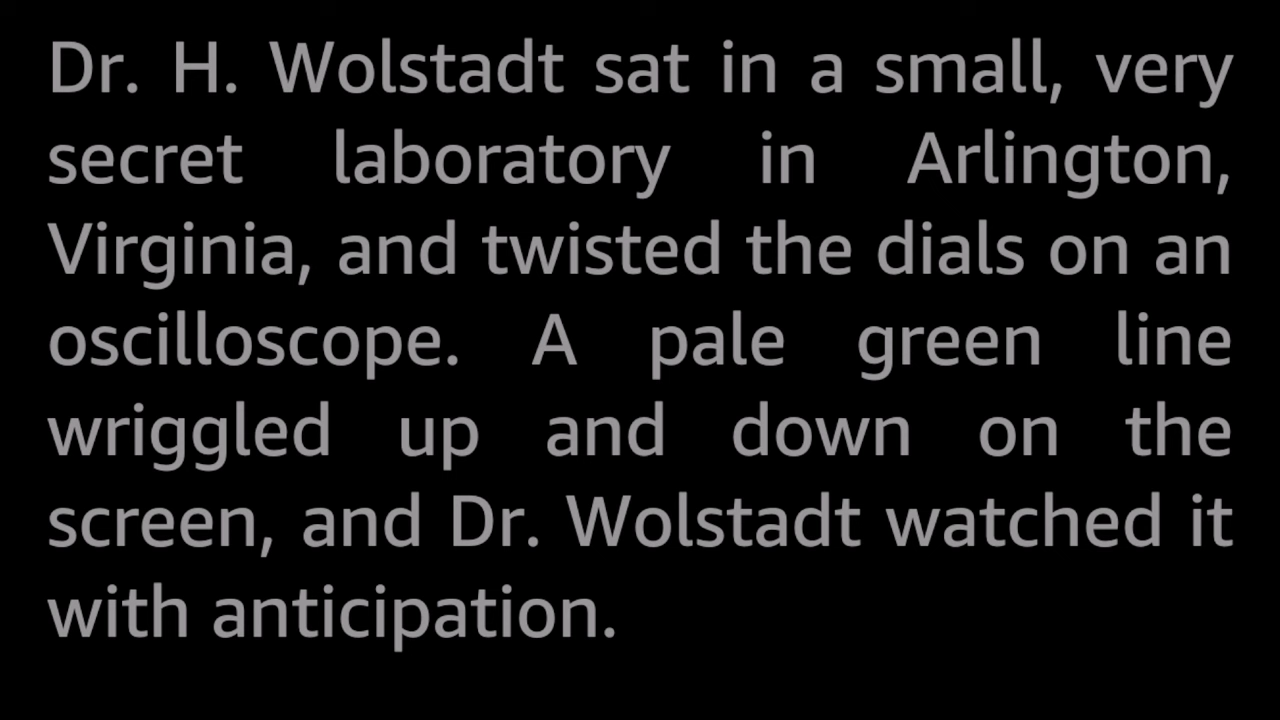 Dr. H. Wolstadt sat in a small, very
secret laboratory in Arlington,
Virginia, and twisted the dials on an
oscilloscope. A pale green line
wriggled up and down on the
screen, and Dr. Wolstadt watched it
with anticipation.